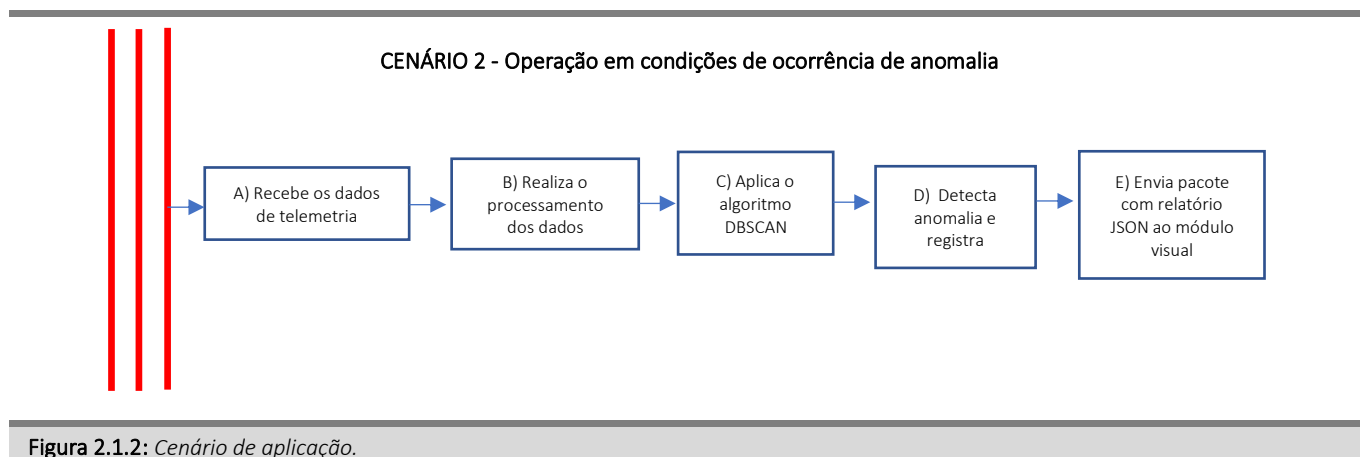 CENÁRIO 2 - Operação em condições de ocorrência de anomalia
A) Recebe os dados
de telemetria
B) Realiza o
processamento
dos dados
C) Aplica o
algoritmo
DBSCAN
D) Detecta
anomalia e
registra
E) Envia pacote
com relatório
JSON ao módulo
visual
Figura 2.1.2: Cenário de aplicação.